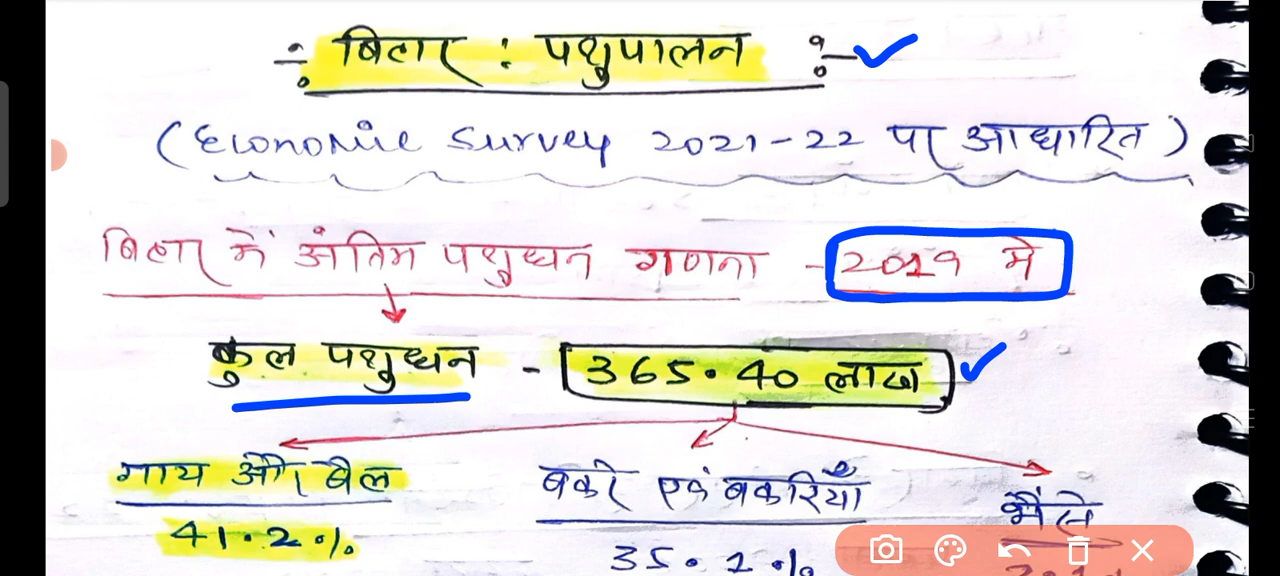 बिहार : पशुपालन
(Economic Survey 2021-22 पर आधारित)
बिहार में अंतिम पशुधन गणना - 2019 मे
कुल पशुधन - 365.40 लाख
गाय और बैल बकरे एवं बकरियाँ भैंसे
41.2% 35.1%